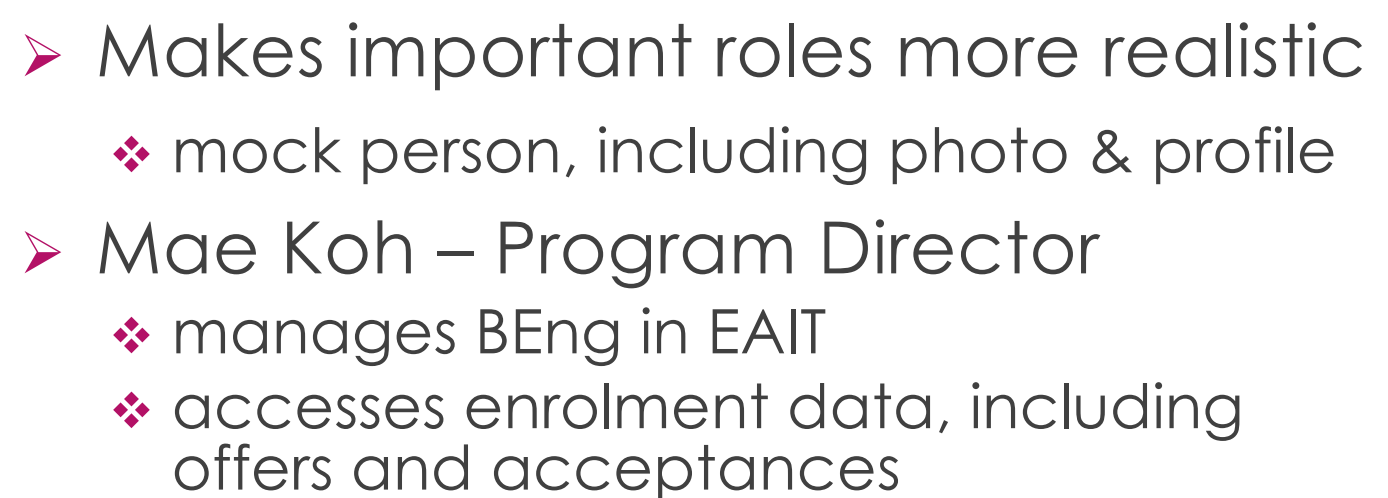 ➢ Makes important roles more realistic
❖ mock person, including photo & profile
➢ Mae Koh – Program Director
❖ manages BEng in EAIT
❖ accesses enrolment data, including
offers and acceptances